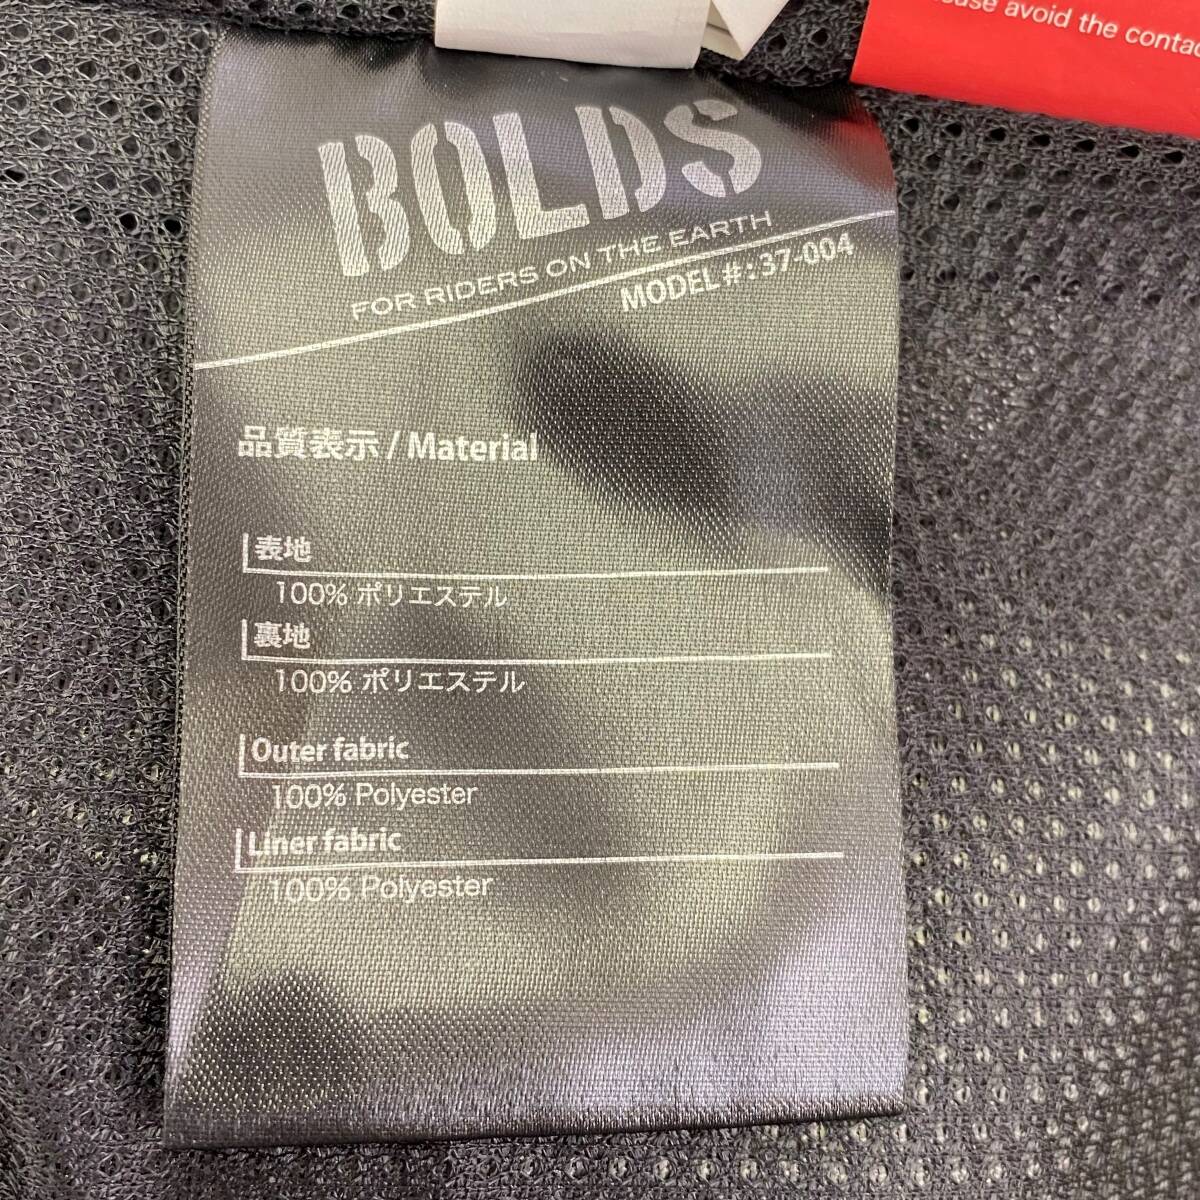 avoid the
BOLDS
FOR RIDERS ON THE EARTH
MODEL #: 37-004
品質表示 / Material
表地
100% ポリエステル
裏地
100% ポリエステル
Outer fabric
100% Polyester
Liner fabric
100% Polyester